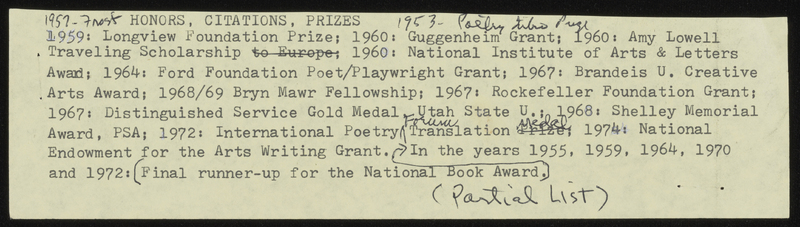 1957-Frost HONORS, CITATIONS, PRIZES 1953- Poetry
1959: Longview Foundation Prize; 1960: Guggenheim Grant; 1960: Amy Lowell
Traveling Scholarship to Europe; 1960: National Institute of Arts & Letters
Award; 1964: Ford Foundation Poet/Playwright Grant; 1967: Brandeis U. Creative
Arts Award; 1968/69 Bryn Mawr Fellowship; 1967: Rockefeller Foundation Grant;
1967: Distinguished Service Gold Medal, Utah State U.; 1968: Shelley Memorial
Award, PSA; 1972: International Poetry Forum Translation Prize; Medal 1974: National
Endowment for the Arts Writing Grant. In the years 1955, 1959, 1964, 1970
and 1972: (Final runner-up for the National Book Award.)
(Partial List)